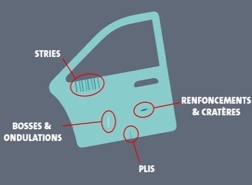 STRIES
RENFONCEMENTS
& CRATÈRES
BOSSES &
ONDULATIONS
PLIS